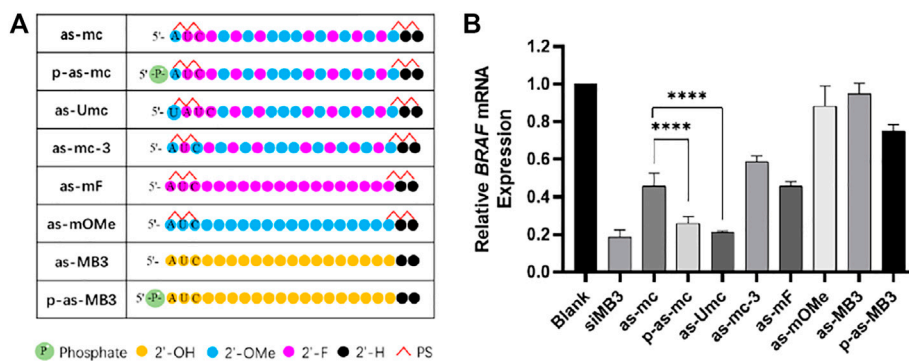 A
as-mc 5'- A U C
p-as-mc 5'-P- A U C
as-Umc 5'- U A U C
as-mc-3 5'- A U C
as-mF 5'- A U C
as-mOMe 5'- A U C
as-MB3 5'- A U C
p-as-MB3 5'-P- A U C
P Phosphate 2'-OH 2'-OMe 2'-F 2'-H PS
B
Relative BRAF mRNA
Expression
1.2
1.0
0.8
0.6
0.4
0.2
0.0
****
****
Blank
siMB3
as-mc
p-as-mc
as-Umc
as-mc-3
as-mF
as-mOMe
as-MB3
p-as-MB3